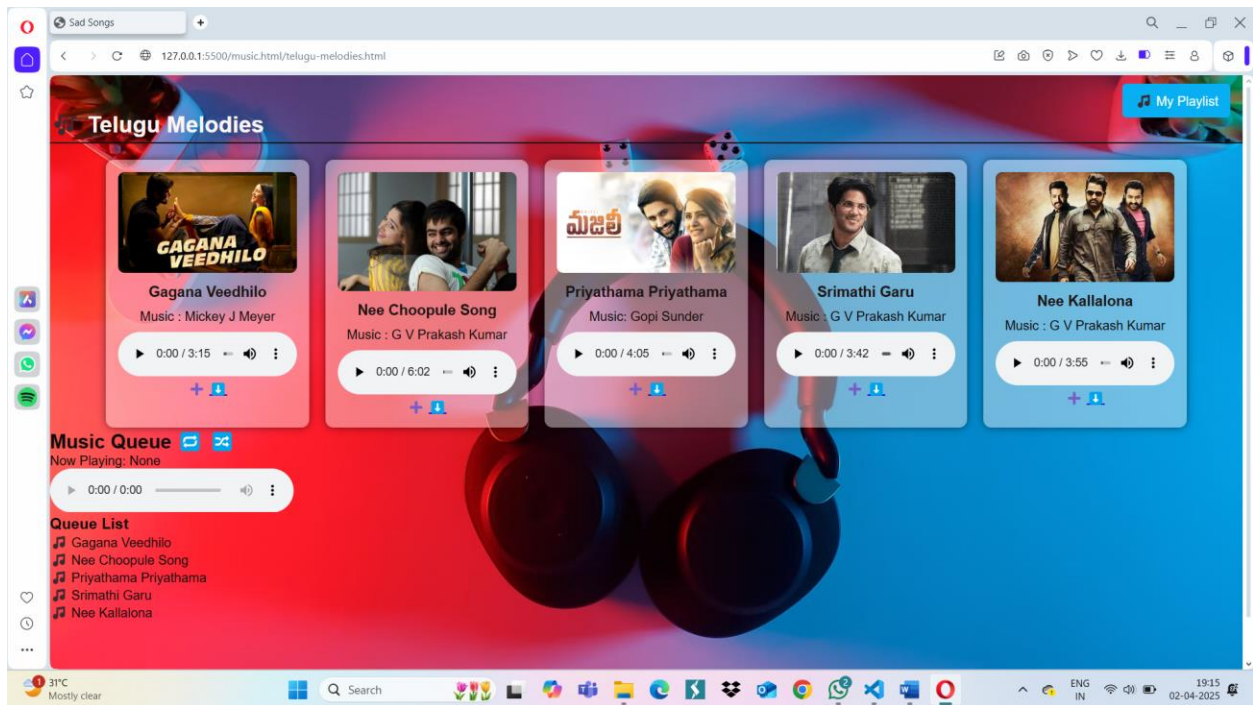 Sad Songs
127.0.0.1:5500/music.html/telugu-melodies.html
My Playlist
Telugu Melodies
GAGANA
VEEDHILO
మజిలీ
Gagana Veedhilo
Music : Mickey J Meyer
0:00 / 3:15
Nee Choopule Song
Music : G V Prakash Kumar
0:00 / 6:02
Priyathama Priyathama
Music: Gopi Sunder
0:00 / 4:05
Srimathi Garu
Music : G V Prakash Kumar
0:00 / 3:42
Nee Kallalona
Music : G V Prakash Kumar
0:00 / 3:55
Music Queue
Now Playing: None
0:00 / 0:00
Queue List
Gagana Veedhilo
Nee Choopule Song
Priyathama Priyathama
Srimathi Garu
Nee Kallalona
1
31°C
Mostly clear
Search
2
ENG
IN
19:15
02-04-2025